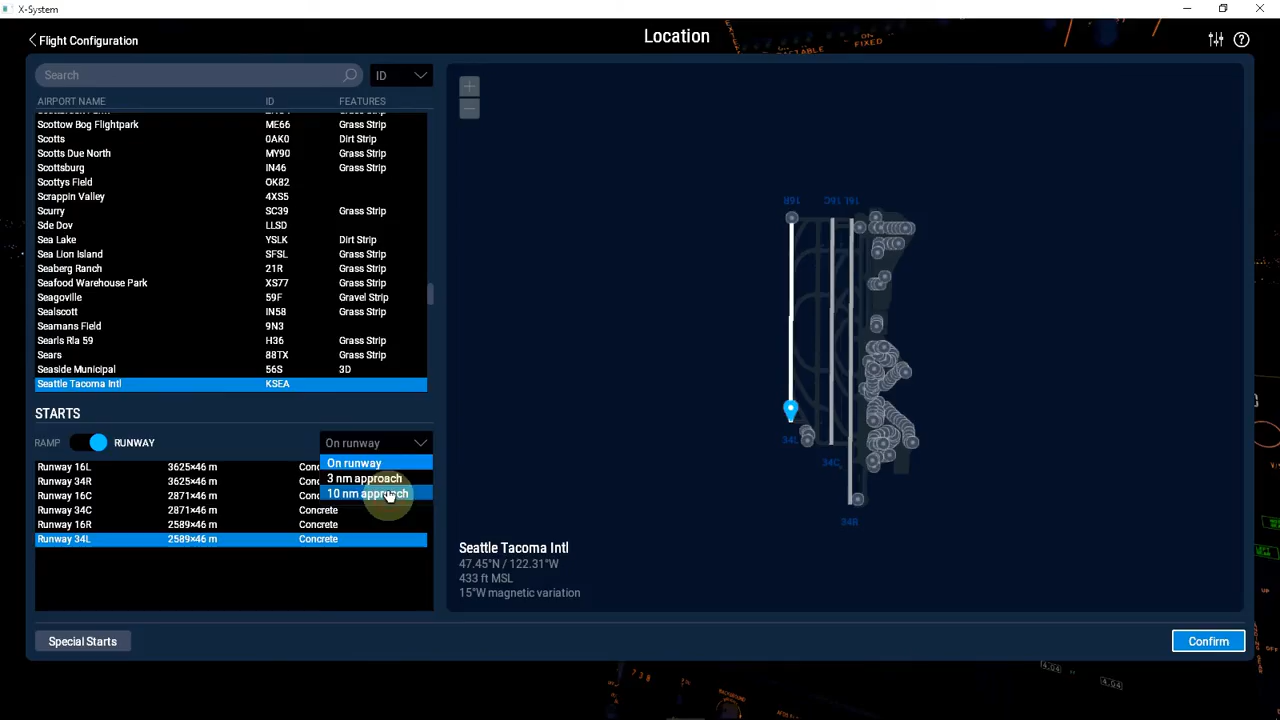 X-System
Flight Configuration
Location
FIXED
Search
ID
AIRPORT NAME ID FEATURES
Scottow Bog Flightpark ME66 Grass Strip
Scotts 0AK0 Dirt Strip
Scotts Due North MY90 Grass Strip
Scottsburg IN46 Grass Strip
Scottys Field OK82
Scrappin Valley 4XS5
Scurry SC39 Grass Strip
Sde Dov LLSD
Sea Lake YSLK Dirt Strip
Sea Lion Island SFSL Grass Strip
Seaberg Ranch 21R Grass Strip
Seafood Warehouse Park XS77 Grass Strip
Seagoville 59F Gravel Strip
Sealscott IN58 Grass Strip
Seamans Field 9N3
Searls Rla 59 H36 Grass Strip
Sears 88TX Grass Strip
Seaside Municipal 56S 3D
Seattle Tacoma Intl KSEA
STARTS
RAMP RUNWAY On runway
On runway
3 nm approach
10 nm approach
Runway 16L 3625×46 m
Runway 34R 3625×46 m
Runway 16C 2871×46 m
Runway 34C 2871×46 m Concrete
Runway 16R 2589×46 m Concrete
Runway 34L 2589×46 m Concrete
16R 16C 16L
34L
34C
34R
Seattle Tacoma Intl
47.45°N / 122.31°W
433 ft MSL
15°W magnetic variation
Special Starts
Confirm